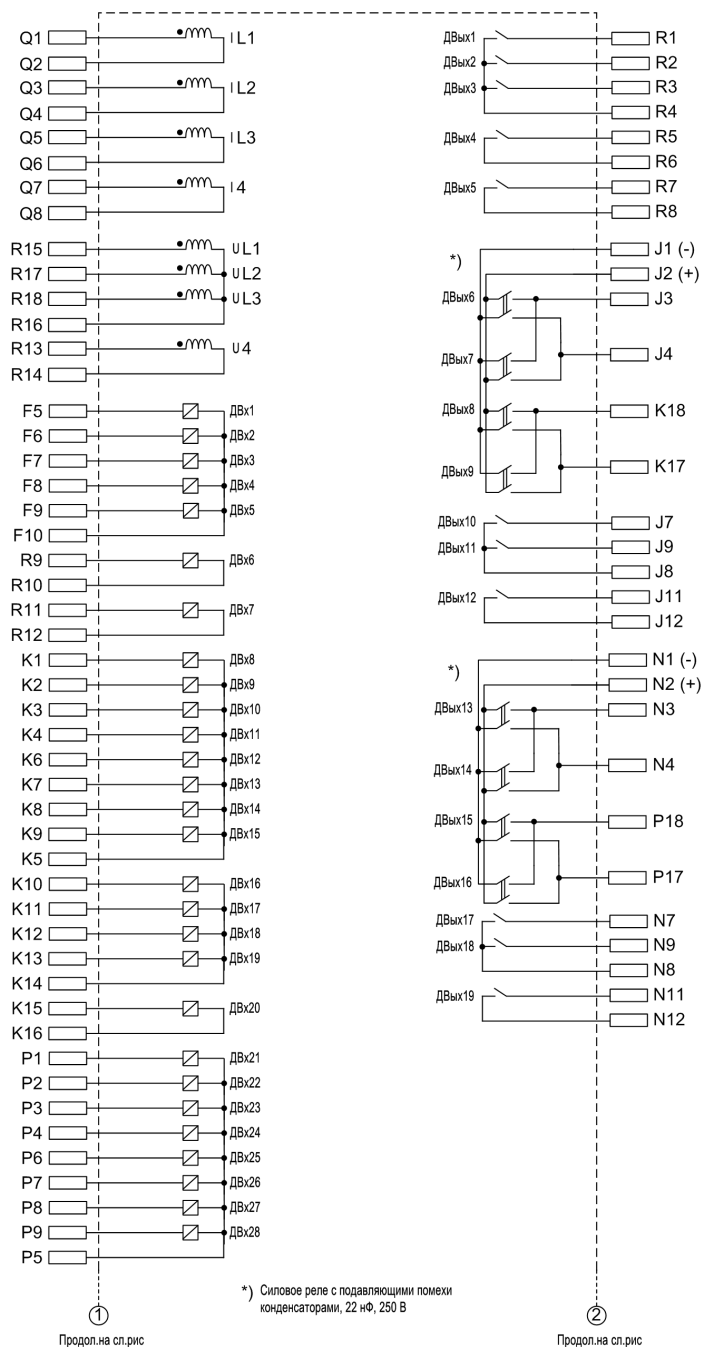 Q1 IL1
Q2
Q3 IL2
Q4
Q5 IL3
Q6
Q7 I4
Q8
R15 UL1
R17 UL2
R18 UL3
R16
R13 U4
R14
F5 ДВх1
F6 ДВх2
F7 ДВх3
F8 ДВх4
F9 ДВх5
F10
R9 ДВх6
R10
R11 ДВх7
R12
K1 ДВх8
K2 ДВх9
K3 ДВх10
K4 ДВх11
K6 ДВх12
K7 ДВх13
K8 ДВх14
K9 ДВх15
K5
K10 ДВх16
K11 ДВх17
K12 ДВх18
K13 ДВх19
K14
K15 ДВх20
K16
P1 ДВх21
P2 ДВх22
P3 ДВх23
P4 ДВх24
P6 ДВх25
P7 ДВх26
P8 ДВх27
P9 ДВх28
P5
ДВых1 R1
ДВых2 R2
ДВых3 R3
R4
ДВых4 R5
R6
ДВых5 R7
R8
J1 (-)
*)
J2 (+)
ДВых6 J3
J4
ДВых7
ДВых8 K18
K17
ДВых9
ДВых10 J7
ДВых11 J9
J8
ДВых12 J11
J12
N1 (-)
*)
N2 (+)
ДВых13 N3
N4
ДВых14
ДВых15 P18
P17
ДВых16
ДВых17 N7
ДВых18 N9
N8
ДВых19 N11
N12
*) Силовое реле с подавляющими помехи
конденсаторами, 22 нФ, 250 В
1
Продол.на сл.рис
2
Продол.на сл.рис